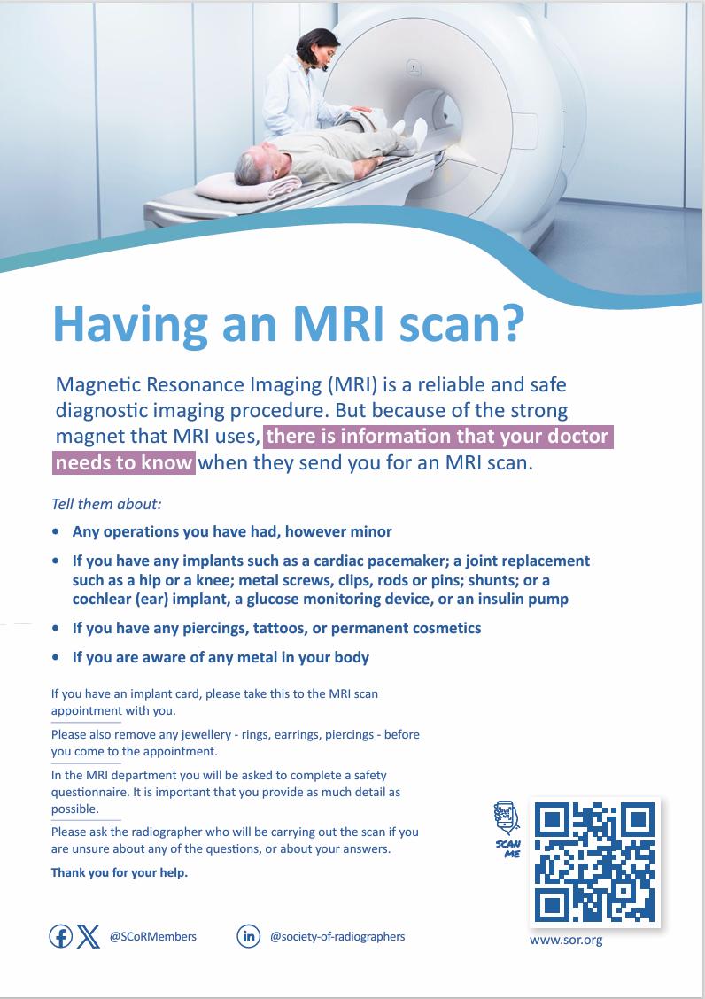 Having an MRI scan?
Magnetic Resonance Imaging (MRI) is a reliable and safe
diagnostic imaging procedure. But because of the strong
magnet that MRI uses, there is information that your doctor
needs to know when they send you for an MRI scan.
Tell them about:
• Any operations you have had, however minor
• If you have any implants such as a cardiac pacemaker; a joint replacement
such as a hip or a knee; metal screws, clips, rods or pins; shunts; or a
cochlear (ear) implant, a glucose monitoring device, or an insulin pump
• If you have any piercings, tattoos, or permanent cosmetics
• If you are aware of any metal in your body
If you have an implant card, please take this to the MRI scan
appointment with you.
Please also remove any jewellery - rings, earrings, piercings - before
you come to the appointment.
In the MRI department you will be asked to complete a safety
questionnaire. It is important that you provide as much detail as
possible.
Please ask the radiographer who will be carrying out the scan if you
are unsure about any of the questions, or about your answers.
Thank you for your help.
SCAN
ME
@SCoRMembers
@society-of-radiographers
www.sor.org